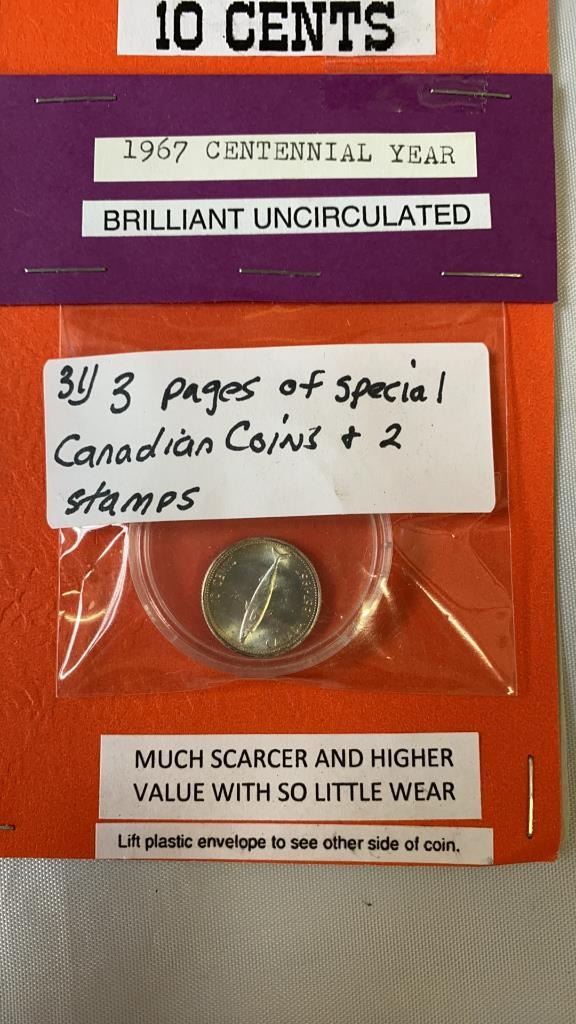 10 CENTS
1967 CENTENNIAL YEAR
BRILLIANT UNCIRCULATED
31) 3 pages of special
Canadian Coins & 2
stamps
MUCH SCARCER AND HIGHER
VALUE WITH SO LITTLE WEAR
Lift plastic envelope to see other side of coin.